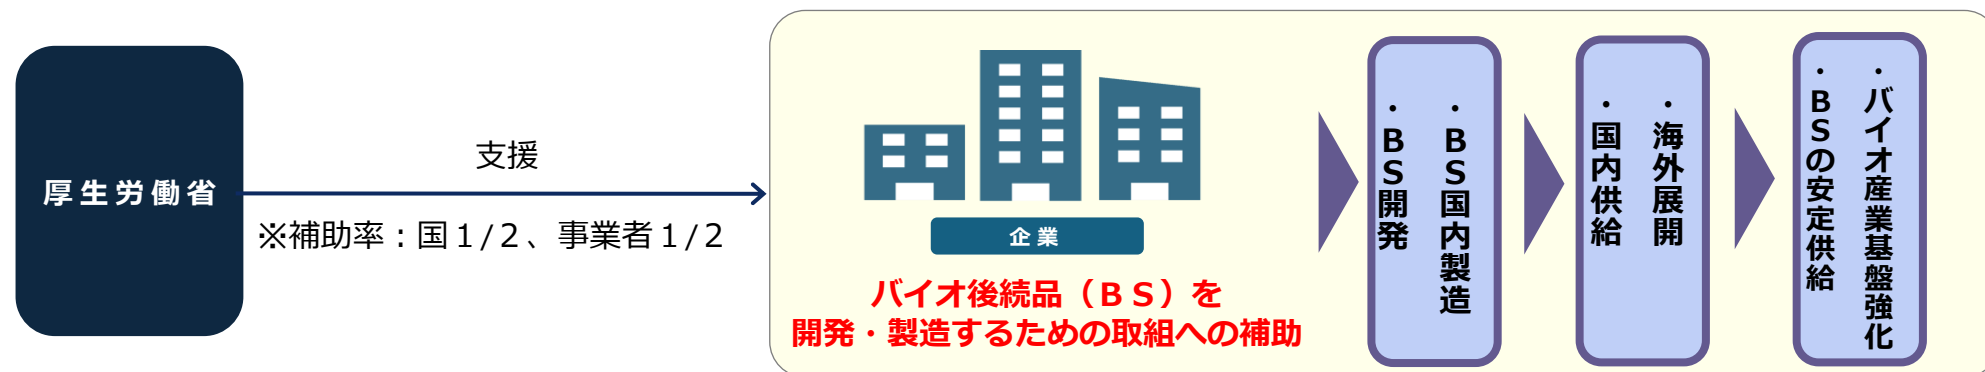 厚生労働省
支援
※補助率：国１/２、事業者１/２
企業
バイオ後続品（ＢＳ）を
開発・製造するための取組への補助
・ＢＳ国内製造
・ＢＳ開発
・海外展開
・国内供給
・バイオ産業基盤強化
・ＢＳの安定供給